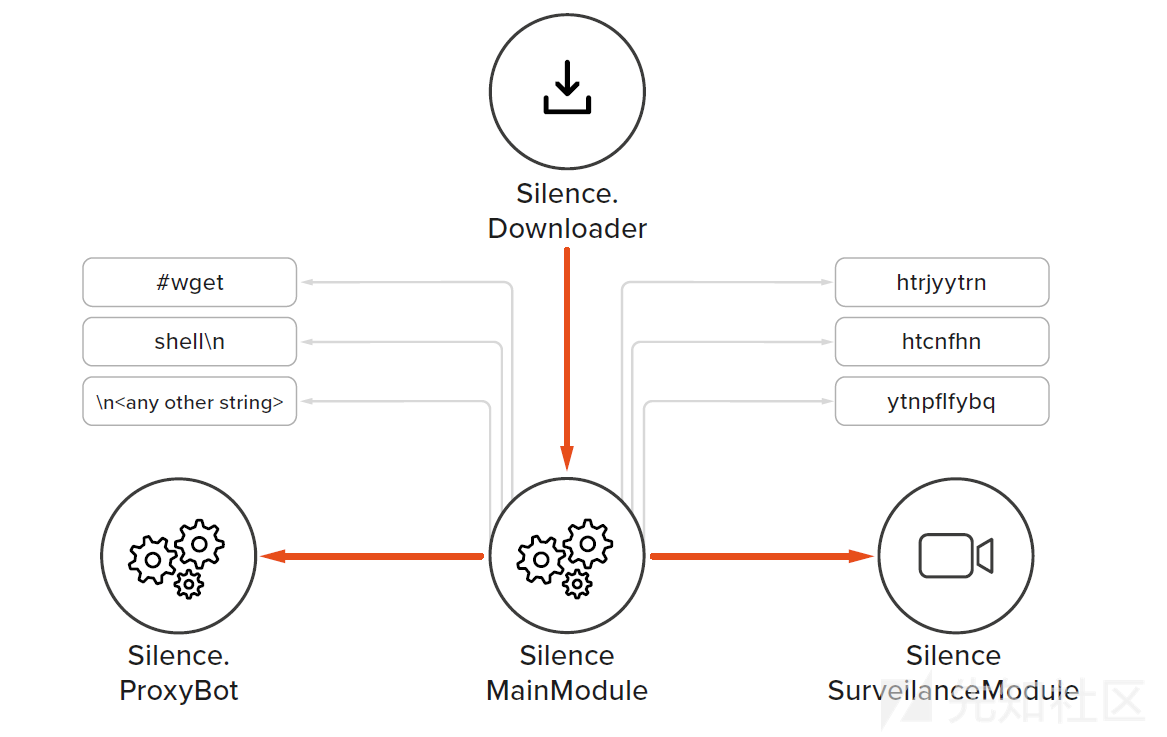 Silence.
Downloader
#wget
shell\n
\n<any other string>
htrjyytrn
htcnfhn
ytnpflfybq
Silence.
ProxyBot
Silence
MainModule
Silence
SurveilanceModule
先知社区